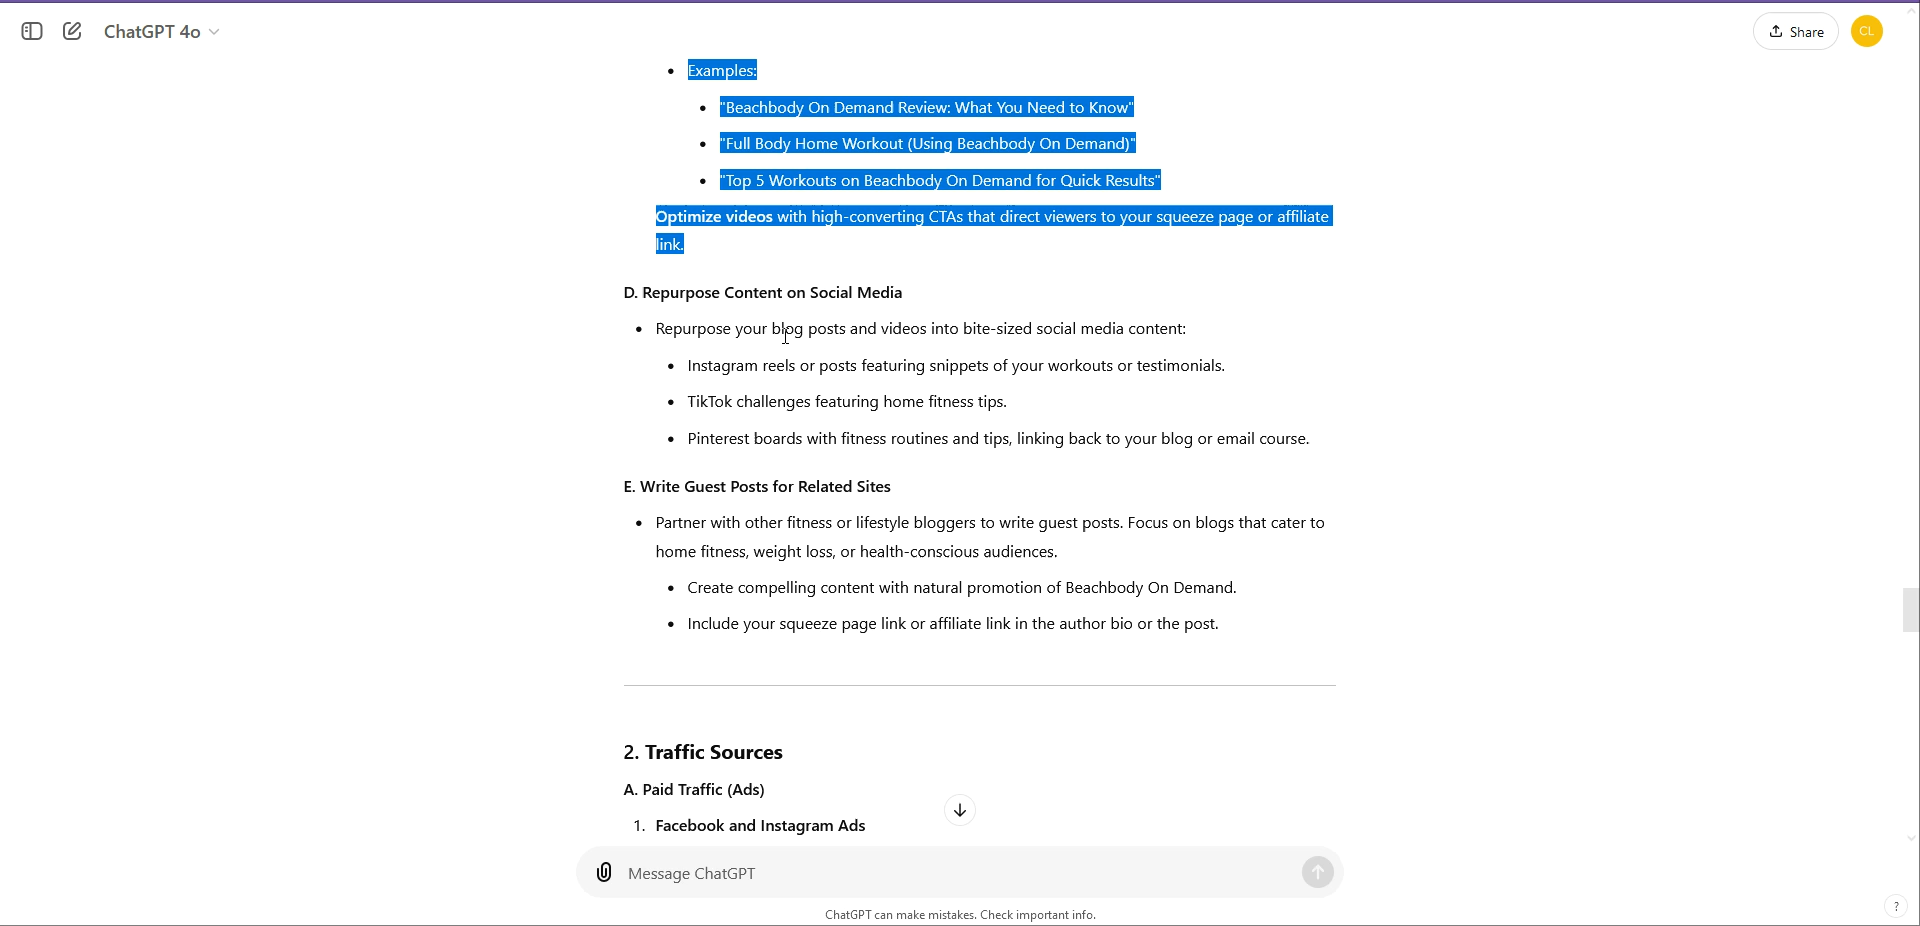 ChatGPT 4o
Share
CL
Examples:
"Beachbody On Demand Review: What You Need to Know"
"Full Body Home Workout (Using Beachbody On Demand)"
"Top 5 Workouts on Beachbody On Demand for Quick Results"
Optimize videos with high-converting CTAs that direct viewers to your squeeze page or affiliate
link.
D. Repurpose Content on Social Media
Repurpose your blog posts and videos into bite-sized social media content:
Instagram reels or posts featuring snippets of your workouts or testimonials.
TikTok challenges featuring home fitness tips.
Pinterest boards with fitness routines and tips, linking back to your blog or email course.
E. Write Guest Posts for Related Sites
Partner with other fitness or lifestyle bloggers to write guest posts. Focus on blogs that cater to
home fitness, weight loss, or health-conscious audiences.
Create compelling content with natural promotion of Beachbody On Demand.
Include your squeeze page link or affiliate link in the author bio or the post.
2. Traffic Sources
A. Paid Traffic (Ads)
1. Facebook and Instagram Ads
Message ChatGPT
ChatGPT can make mistakes. Check important info.
?